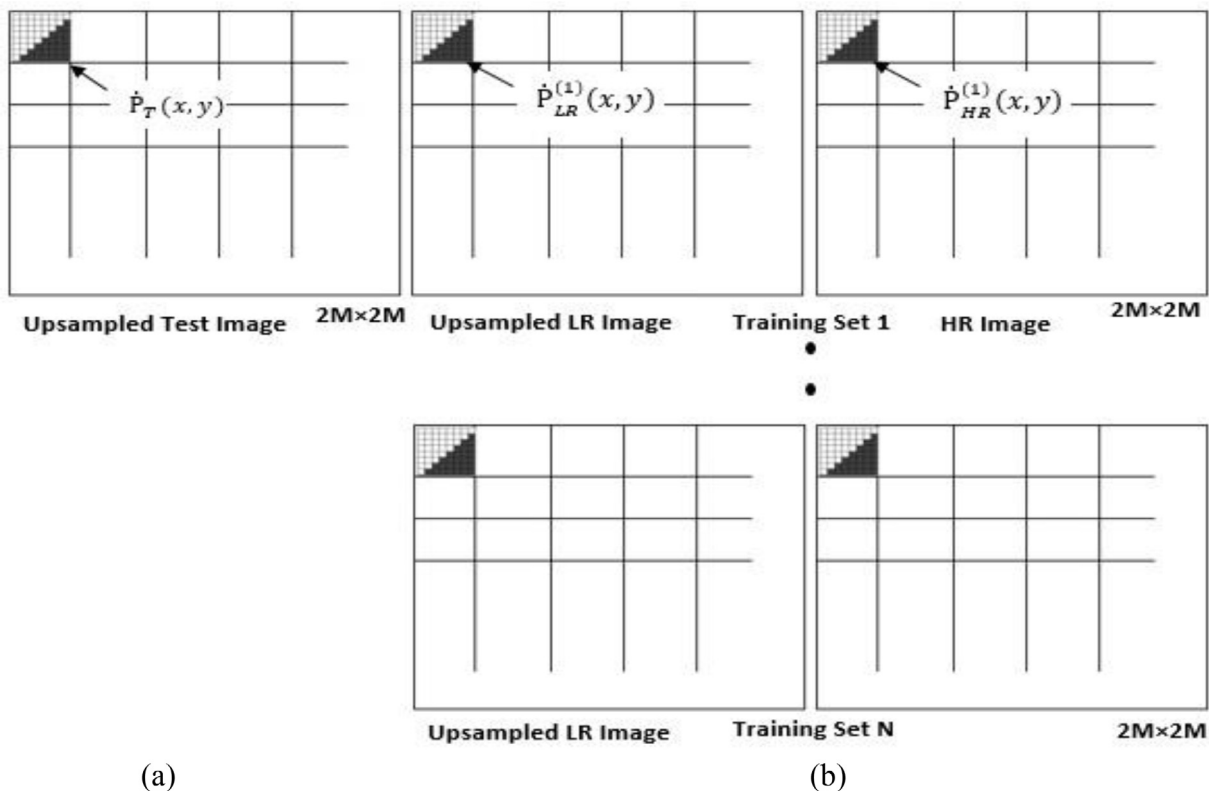 Ṗ_T(x, y)
Ṗ_LR^(1)(x, y)
Ṗ_HR^(1)(x, y)
Upsampled Test Image 2M×2M
Upsampled LR Image Training Set 1 HR Image 2M×2M
Upsampled LR Image Training Set N 2M×2M
(a) (b)